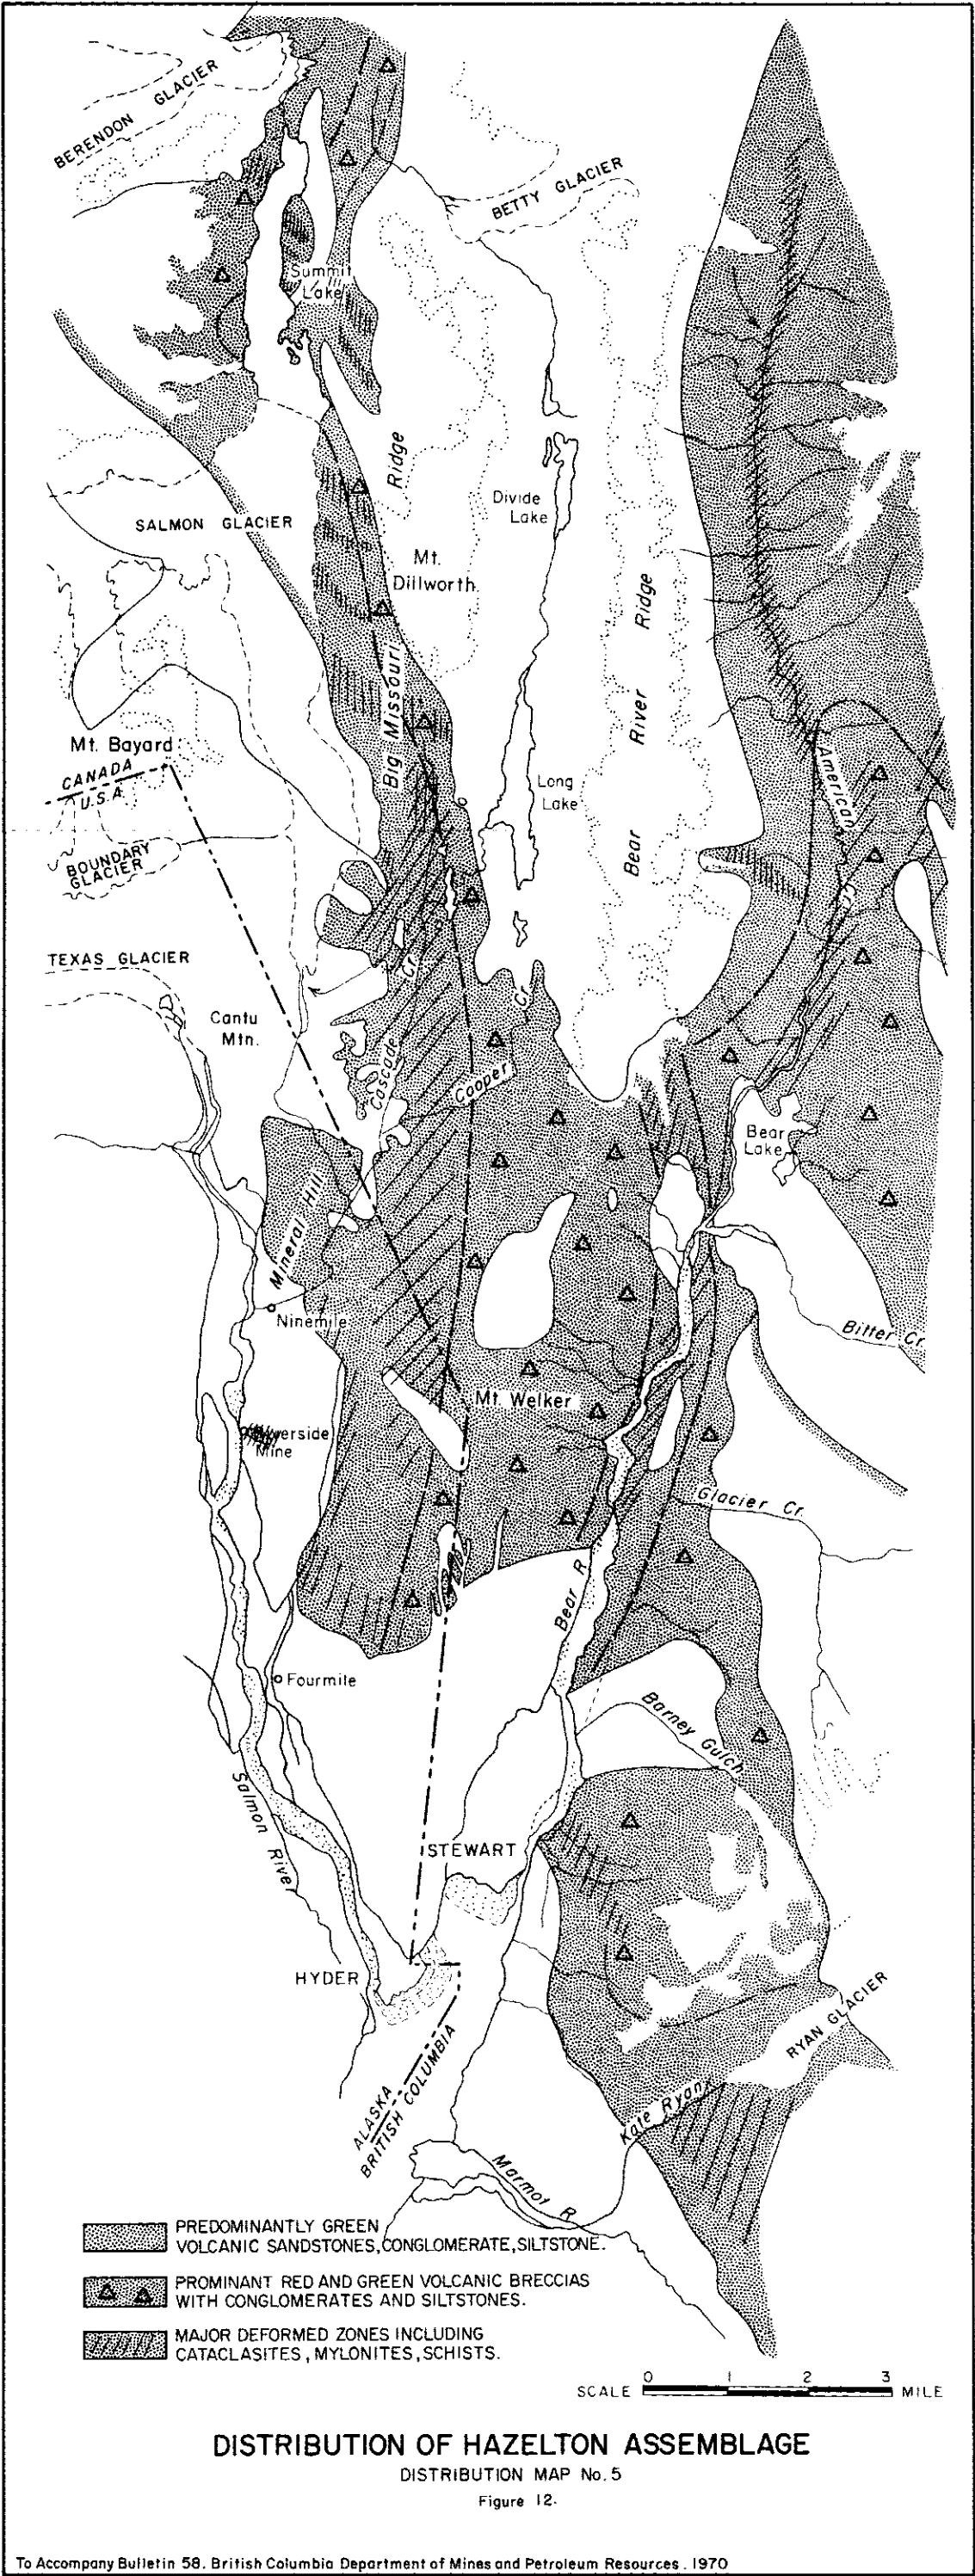 BERENDON GLACIER
BETTY GLACIER
Summit
Lake
Ridge
Divide
Lake
SALMON GLACIER
Mt.
Dillworth
Ridge
Big Missouri
River
Mt. Bayard
CANADA
U.S.A.
American
Long
Lake
Bear
BOUNDARY
GLACIER
Cr.
TEXAS GLACIER
Cr.
Cr.
Cantu
Mtn.
Cascade
Cooper
Bear
Lake
Mineral Hill
Ninemile
Bitter Cr.
Mt. Welker
Riverside
Mine
Glacier Cr.
Bear R.
Fourmile
Barney Gulch
Salmon River
STEWART
HYDER
RYAN GLACIER
ALASKA
BRITISH COLUMBIA
Kate Ryan
Marmot R.
PREDOMINANTLY GREEN
VOLCANIC SANDSTONES, CONGLOMERATE, SILTSTONE.
PROMINANT RED AND GREEN VOLCANIC BRECCIAS
WITH CONGLOMERATES AND SILTSTONES.
MAJOR DEFORMED ZONES INCLUDING
CATACLASITES, MYLONITES, SCHISTS.
0 1 2 3
SCALE MILE
DISTRIBUTION OF HAZELTON ASSEMBLAGE
DISTRIBUTION MAP No. 5
Figure 12.
To Accompany Bulletin 58. British Columbia Department of Mines and Petroleum Resources. 1970